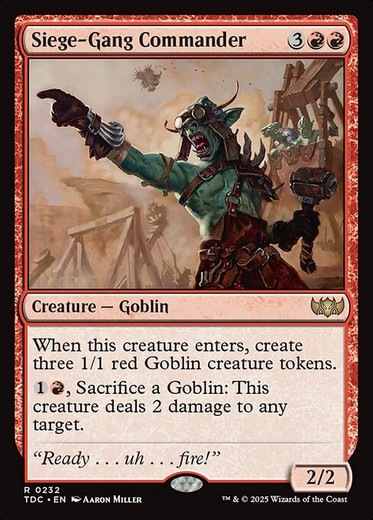 Siege-Gang Commander 3
Creature — Goblin
When this creature enters, create
three 1/1 red Goblin creature tokens.
1, Sacrifice a Goblin: This
creature deals 2 damage to any
target.
“Ready . . . uh . . . fire!”
2/2
R 0232
TDC • EN Aaron Miller ™ & © 2025 Wizards of the Coast